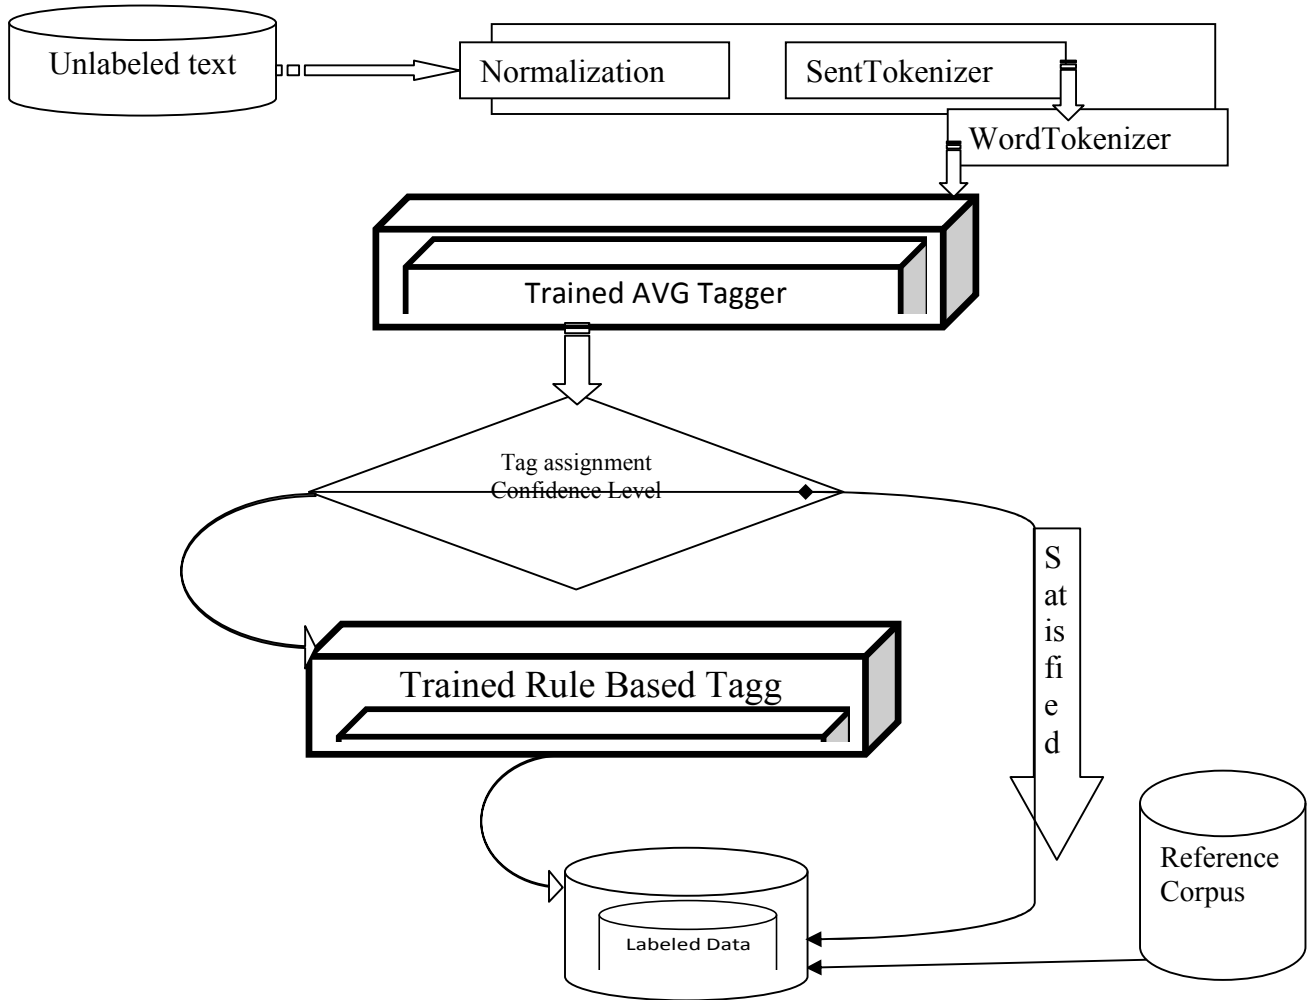 Unlabeled text
Normalization
SentTokenizer
WordTokenizer
Trained AVG Tagger
Tag assignment
Confidence Level
S
at
is
fi
e
d
Trained Rule Based Tagg
Reference
Corpus
Labeled Data